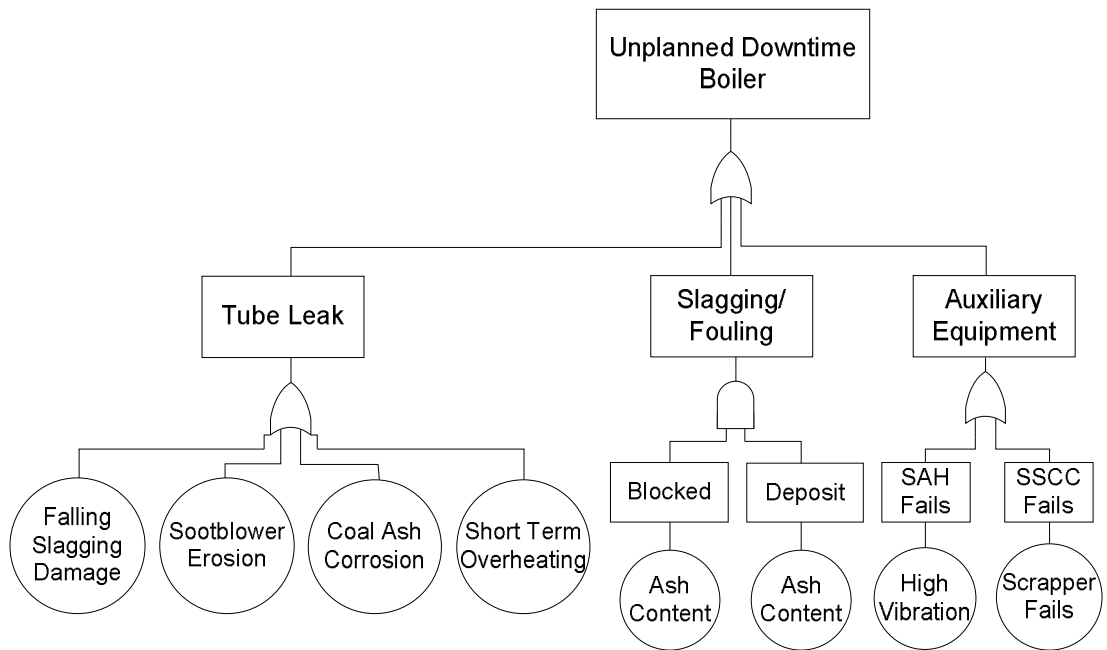 Unplanned Downtime
Boiler
Tube Leak
Slagging/
Fouling
Auxiliary
Equipment
Falling
Slagging
Damage
Sootblower
Erosion
Coal Ash
Corrosion
Short Term
Overheating
Blocked
Deposit
SAH
Fails
SSCC
Fails
Ash
Content
Ash
Content
High
Vibration
Scrapper
Fails